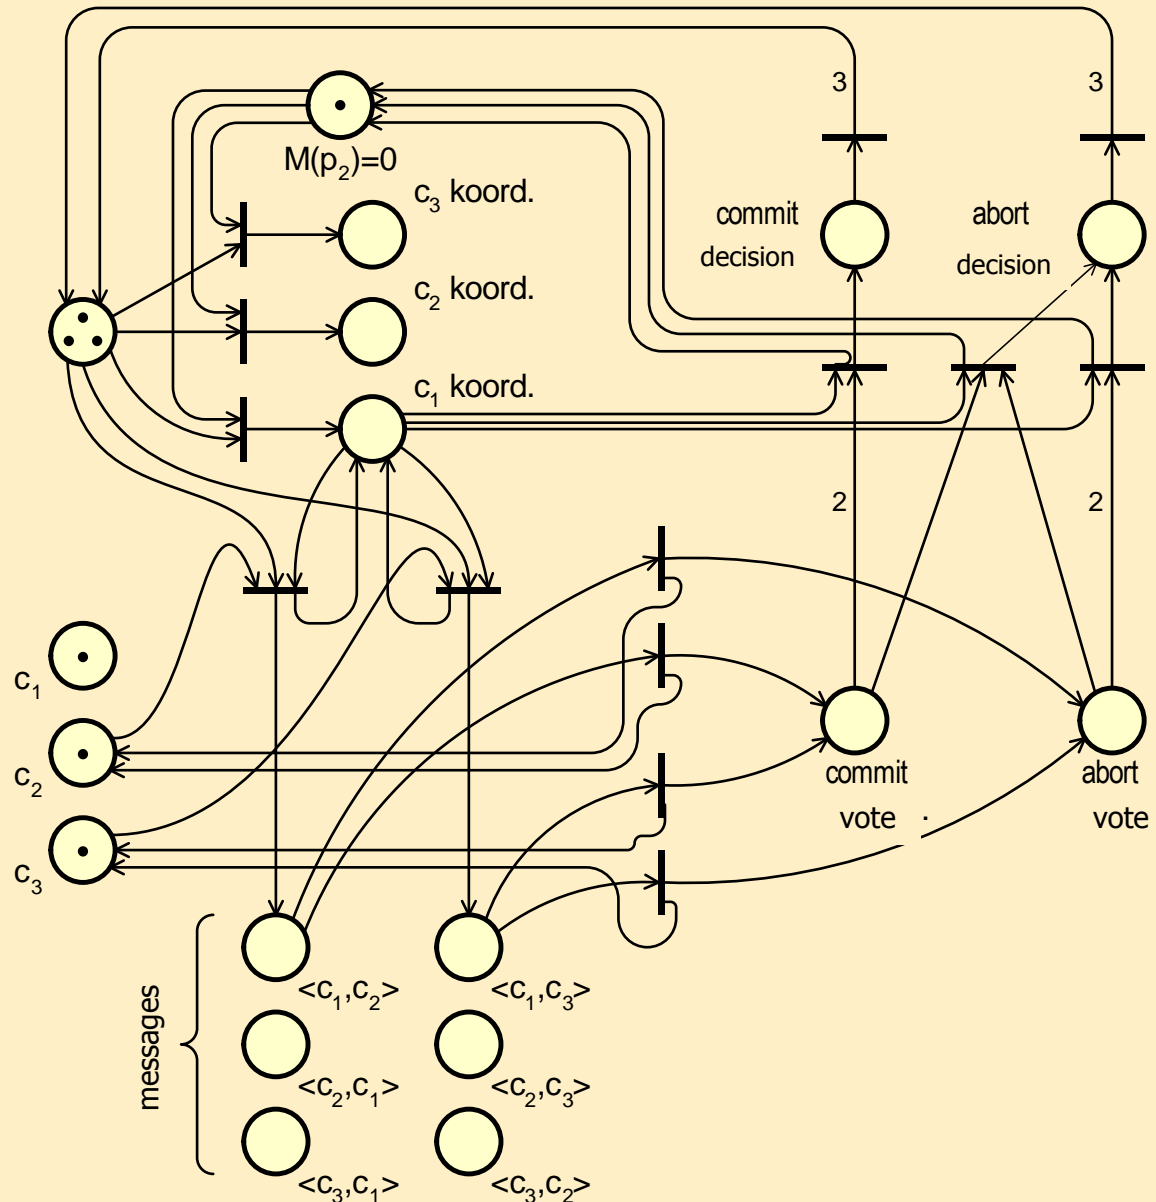 3
3
M(p₂)=0
c₃ koord.
commit
decision
abort
decision
c₂ koord.
c₁ koord.
2
2
c₁
c₂
c₃
commit
vote
abort
vote
messages
<c₁,c₂>
<c₁,c₃>
<c₂,c₁>
<c₂,c₃>
<c₃,c₁>
<c₃,c₂>